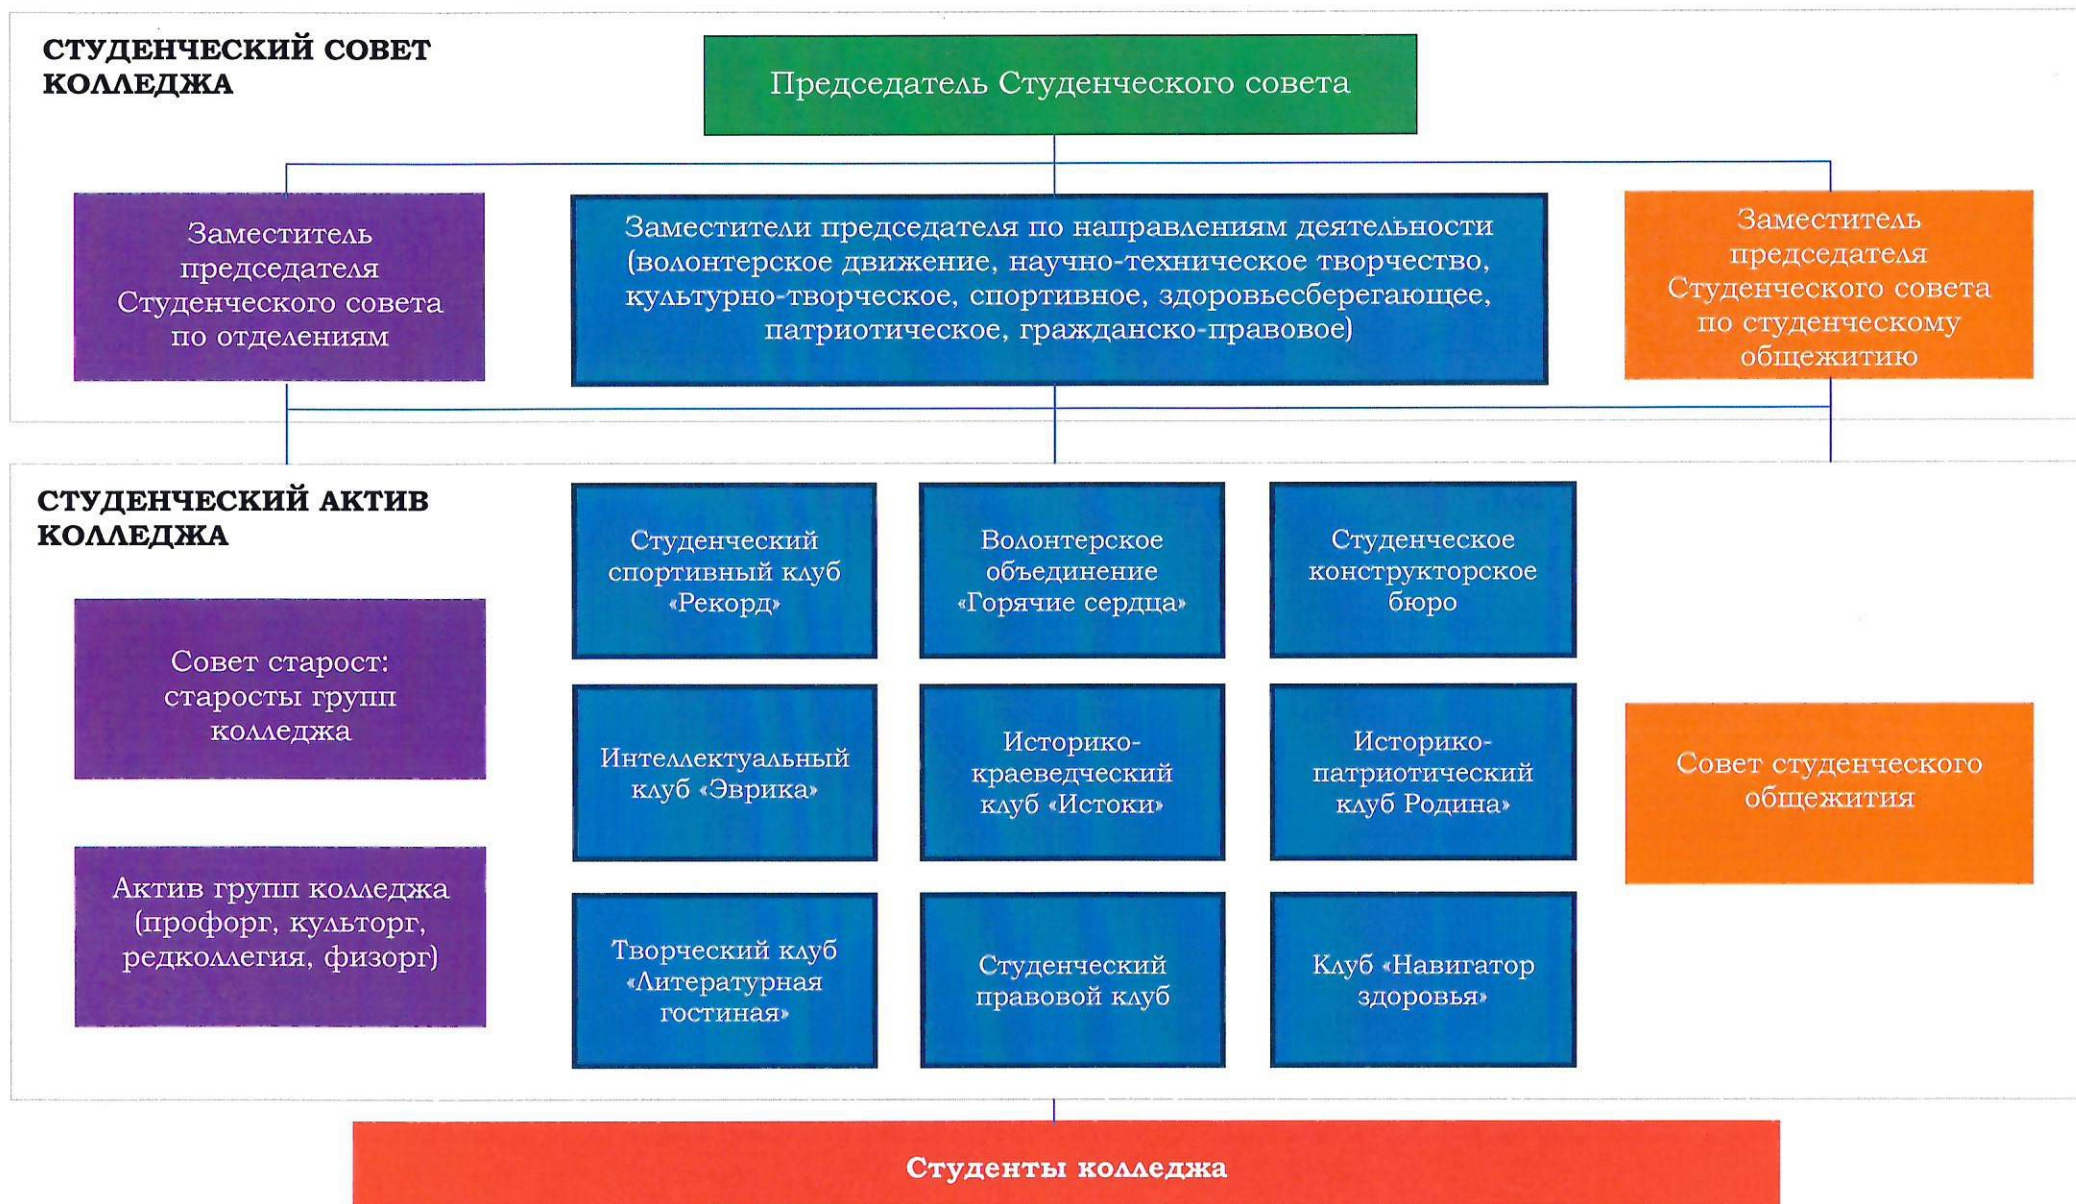 СТУДЕНЧЕСКИЙ СОВЕТ
КОЛЛЕДЖА
Председатель Студенческого совета
Заместитель
председателя
Студенческого совета
по отделениям
Заместители председателя по направлениям деятельности
(волонтерское движение, научно-техническое творчество,
культурно-творческое, спортивное, здоровьесберегающее,
патриотическое, гражданско-правовое)
Заместитель
председателя
Студенческого совета
по студенческому
общежитию
СТУДЕНЧЕСКИЙ АКТИВ
КОЛЛЕДЖА
Совет старост:
старосты групп
колледжа
Актив групп колледжа
(профорг, культорг,
редколлегия, физорг)
Студенческий
спортивный клуб
«Рекорд»
Волонтерское
объединение
«Горячие сердца»
Студенческое
конструкторское
бюро
Интеллектуальный
клуб «Эврика»
Историко-
краеведческий
клуб «Истоки»
Историко-
патриотический
клуб Родина»
Творческий клуб
«Литературная
гостиная»
Студенческий
правовой клуб
Клуб «Навигатор
здоровья»
Совет студенческого
общежития
Студенты колледжа